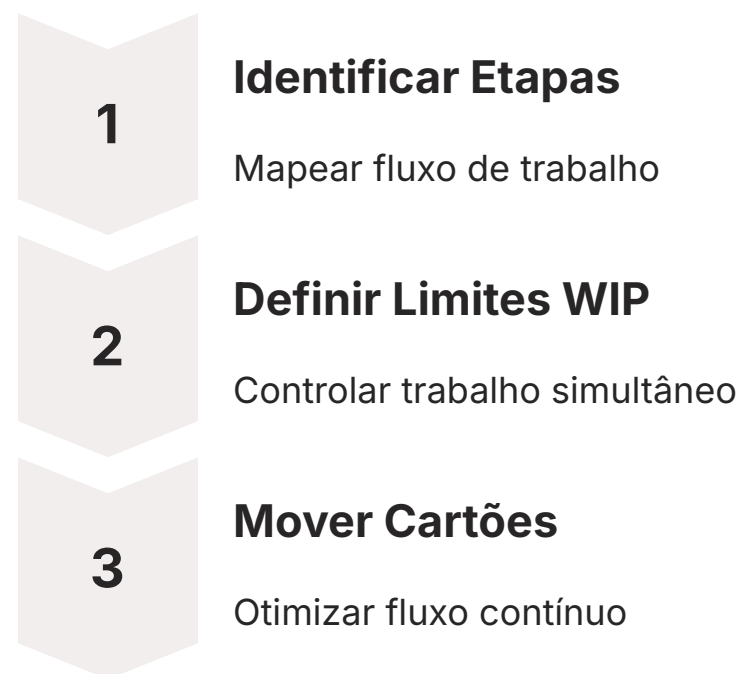 1
Identificar Etapas
Mapear fluxo de trabalho
2
Definir Limites WIP
Controlar trabalho simultâneo
3
Mover Cartões
Otimizar fluxo contínuo